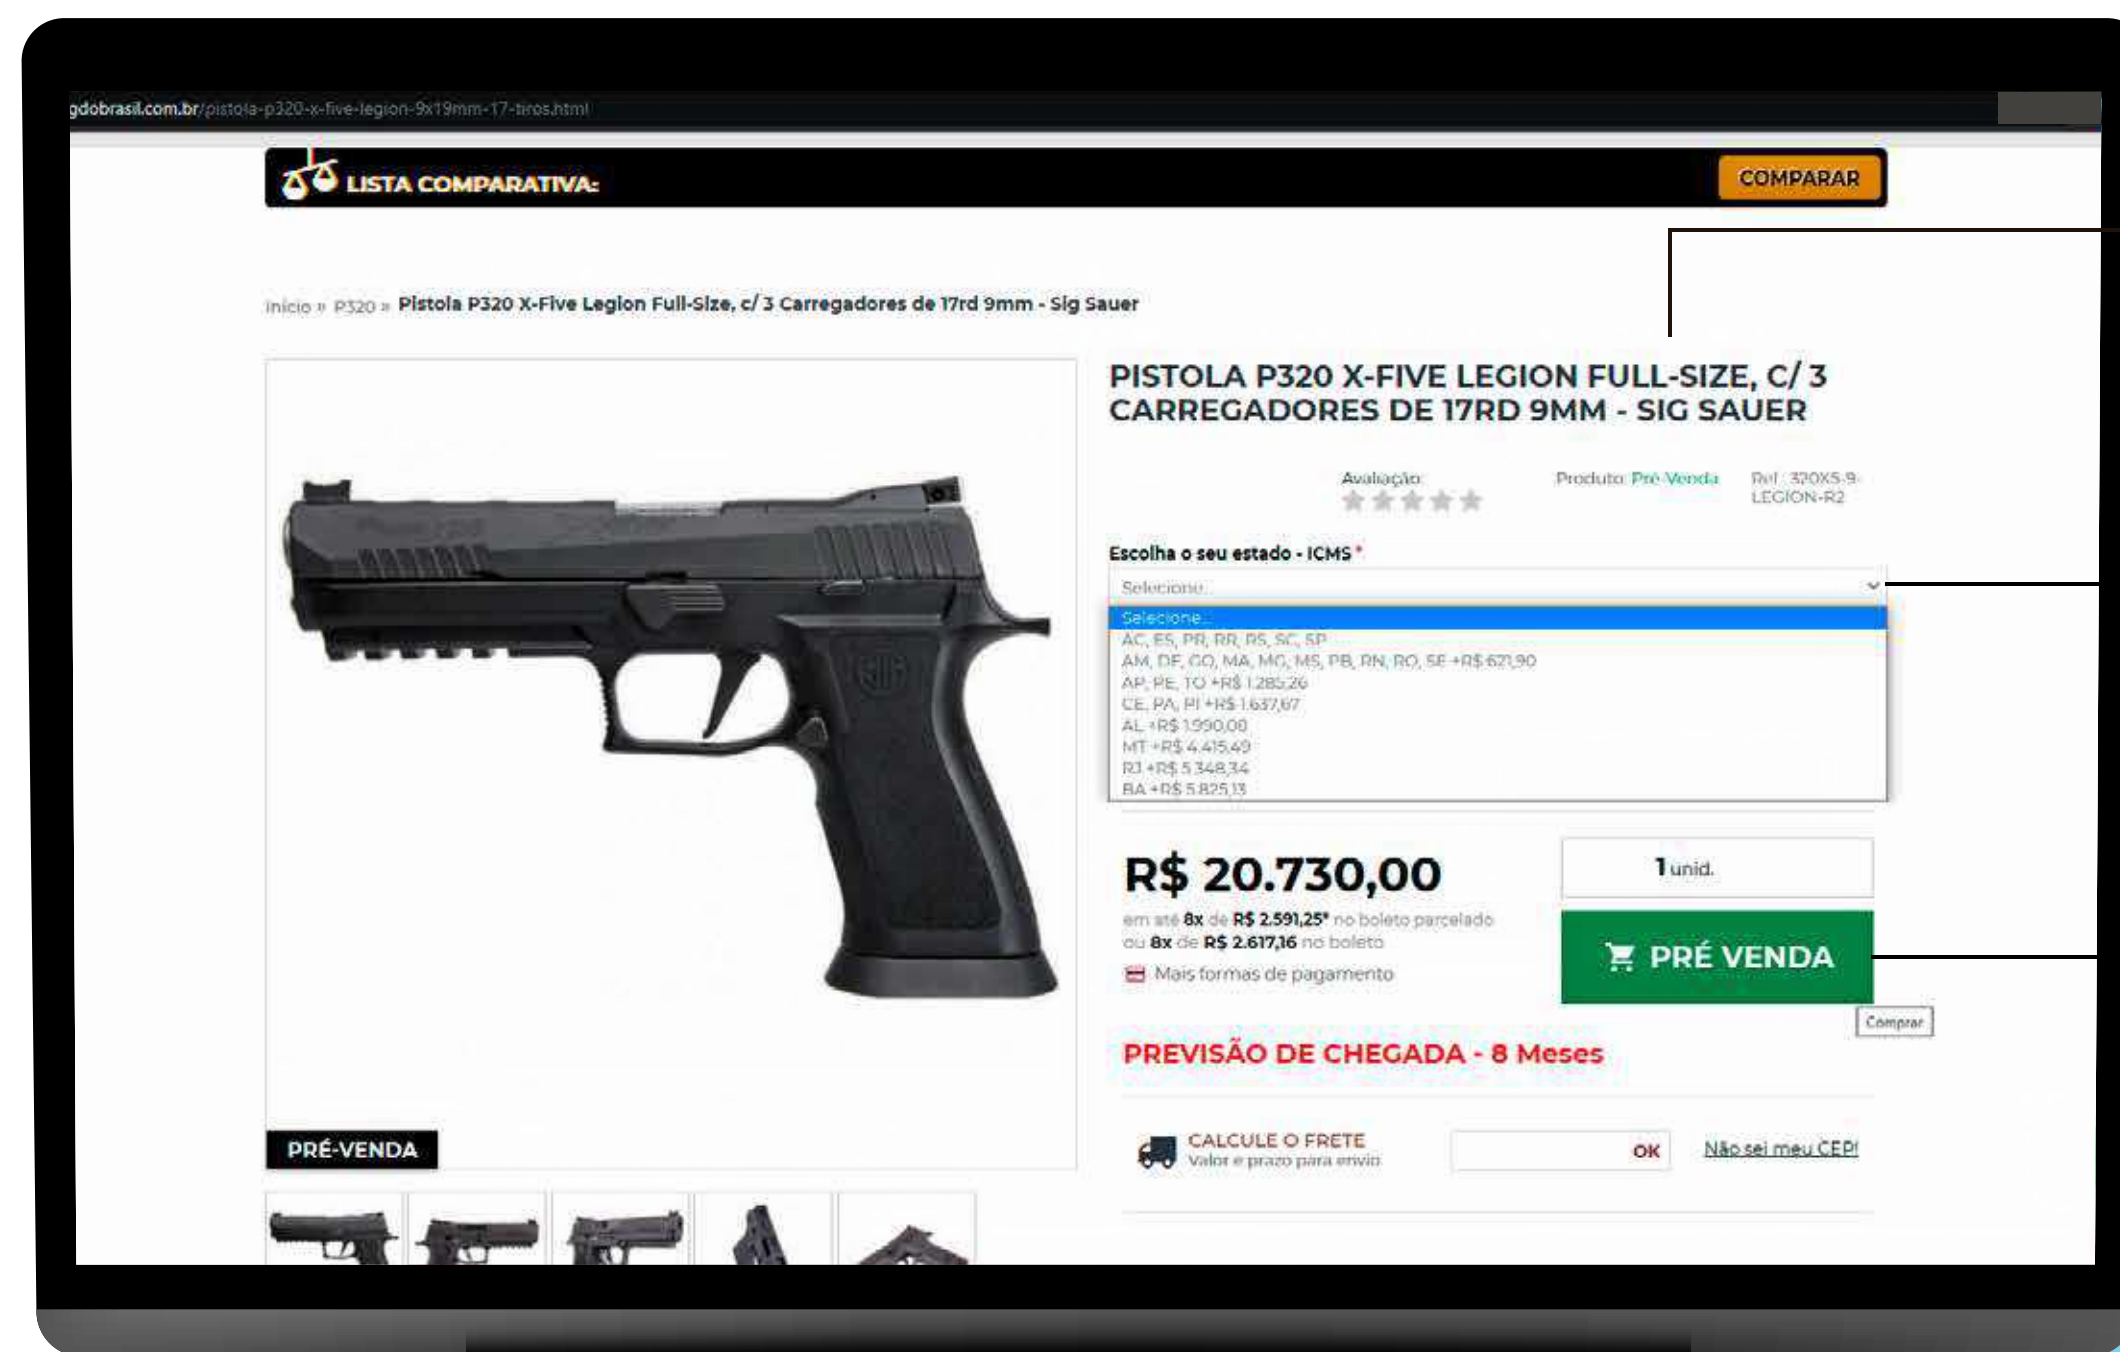 gdobrasil.com.br/pistola-p320-x-five-legion-9x19mm-17-tiros.html
LISTA COMPARATIVA:
COMPARAR
Início » P320 » Pistola P320 X-Five Legion Full-Size, c/ 3 Carregadores de 17rd 9mm - Sig Sauer
PISTOLA P320 X-FIVE LEGION FULL-SIZE, C/ 3
CARREGADORES DE 17RD 9MM - SIG SAUER
Avaliação:
Produto: Pré-Venda
Ref.: 320X5-9-
LEGION-R2
Escolha o seu estado - ICMS *
Selecione...
Selecione...
AC, ES, PR, RR, RS, SC, SP
AM, DF, GO, MA, MG, MS, PB, RN, RO, SE +R$ 621,90
AP, PE, TO +R$ 1.285,26
CE, PA, PI +R$ 1.637,67
AL +R$ 1.990,08
MT +R$ 4.415,49
RJ +R$ 5.348,34
BA +R$ 5.825,13
SIG
R$ 20.730,00
1 unid.
em até 8x de R$ 2.591,25* no boleto parcelado
ou 8x de R$ 2.617,16 no boleto
PRÉ VENDA
Mais formas de pagamento
Comprar
PREVISÃO DE CHEGADA - 8 Meses
PRÉ-VENDA
CALCULE O FRETE
Valor e prazo para envio
OK
Não sei meu CEP!